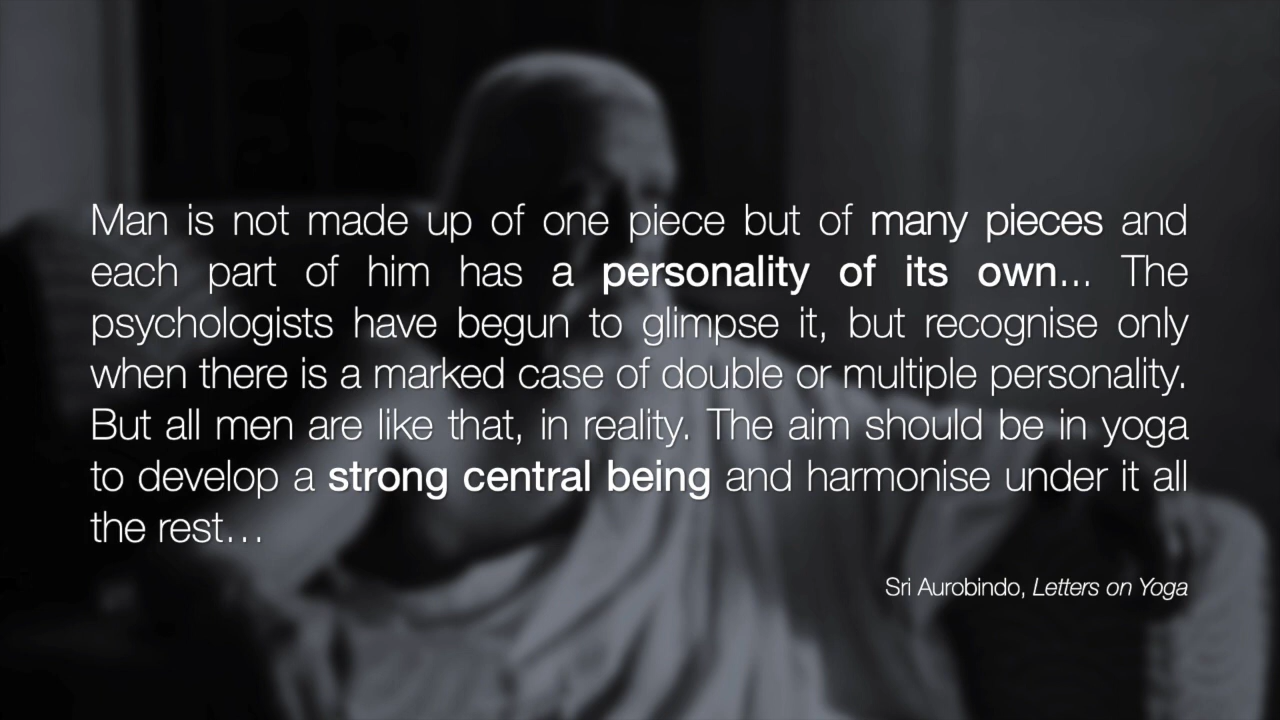 Man is not made up of one piece but of many pieces and
each part of him has a personality of its own... The
psychologists have begun to glimpse it, but recognise only
when there is a marked case of double or multiple personality.
But all men are like that, in reality. The aim should be in yoga
to develop a strong central being and harmonise under it all
the rest…
Sri Aurobindo, Letters on Yoga